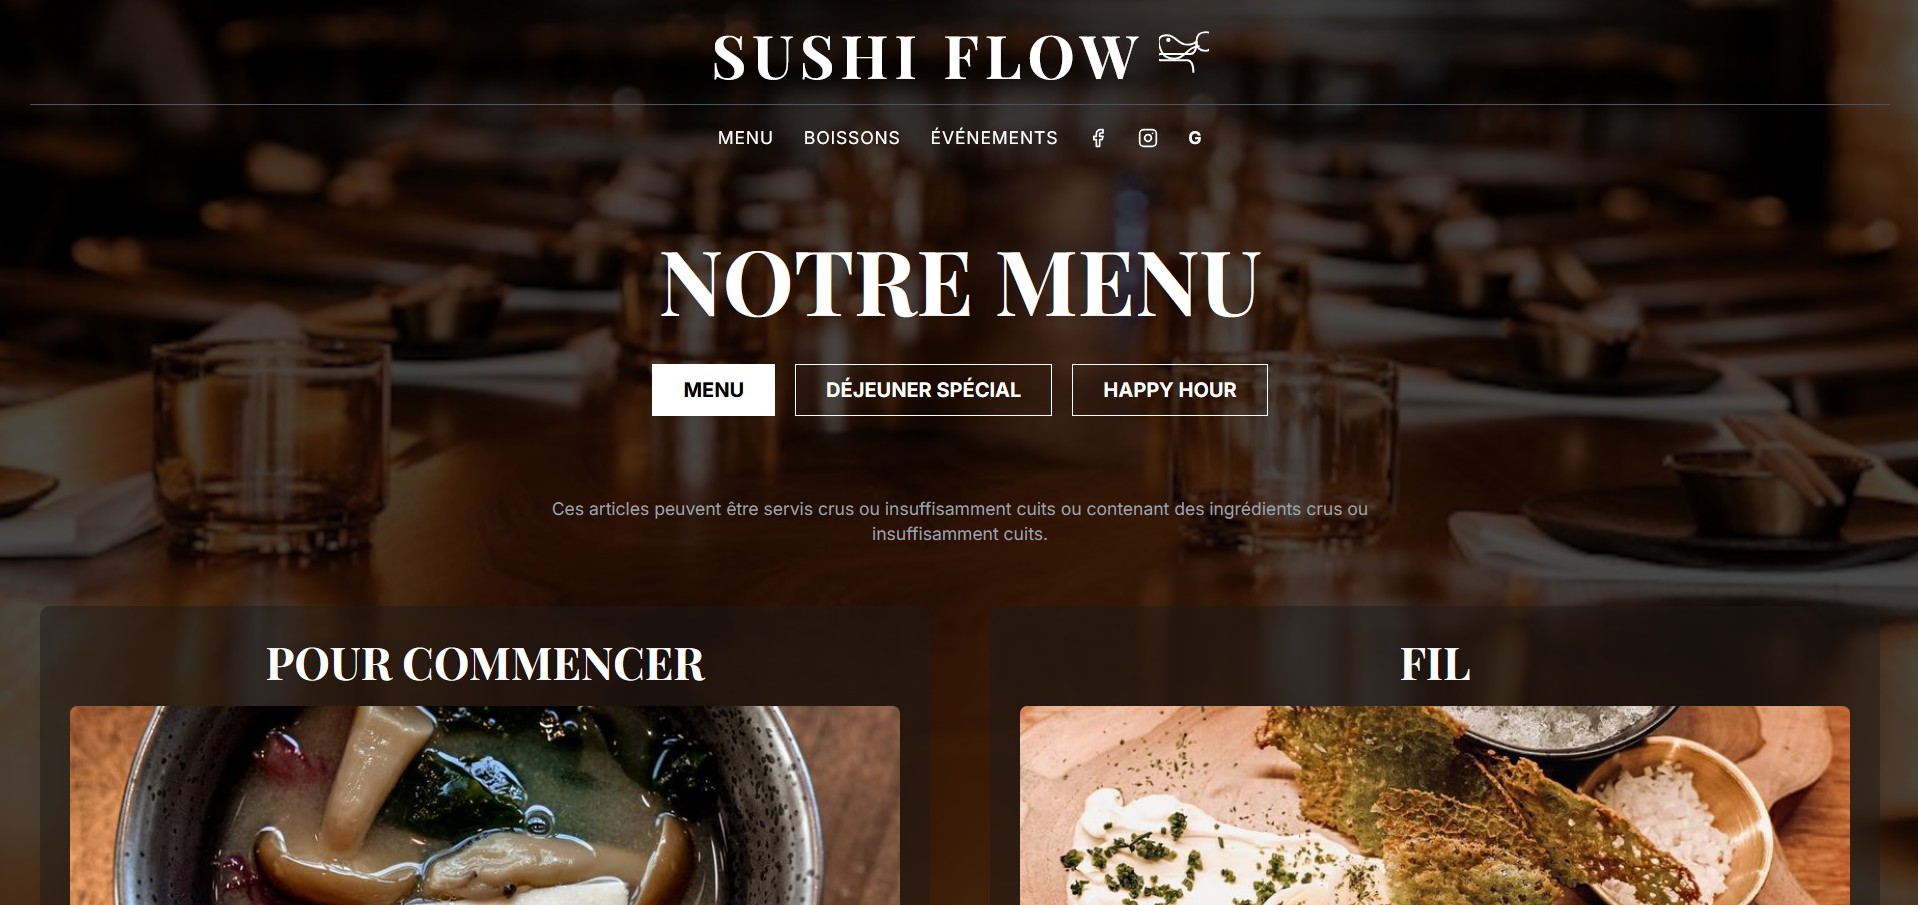 SUSHI FLOW
MENU BOISSONS ÉVÉNEMENTS G
NOTRE MENU
MENU DÉJEUNER SPÉCIAL HAPPY HOUR
Ces articles peuvent être servis crus ou insuffisamment cuits ou contenant des ingrédients crus ou
insuffisamment cuits.
POUR COMMENCER
FIL